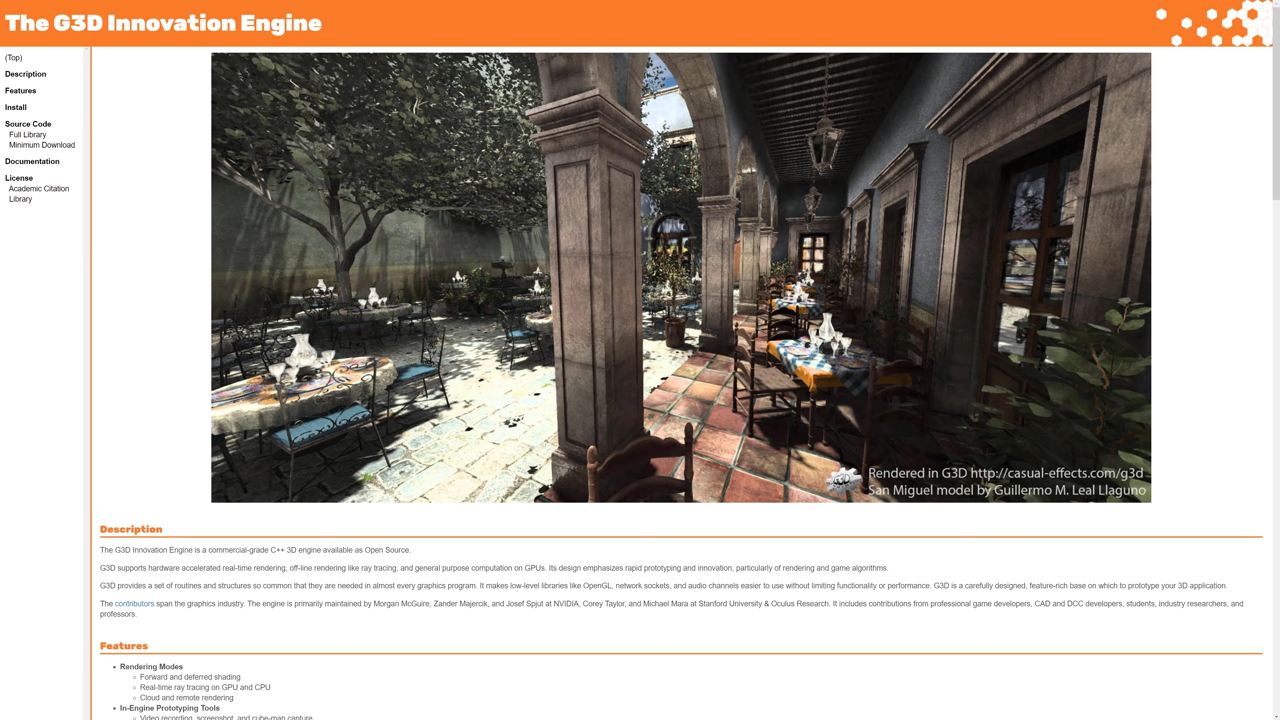 The G3D Innovation Engine
(Top)
Description
Features
Install
Source Code
Full Library
Minimum Download
Documentation
License
Academic Citation
Library
G3D
Rendered in G3D http://casual-effects.com/g3d
San Miguel model by Guillermo M. Leal Llaguno
Description
The G3D Innovation Engine is a commercial-grade C++ 3D engine available as Open Source.
G3D supports hardware accelerated real-time rendering, off-line rendering like ray tracing, and general purpose computation on GPUs. Its design emphasizes rapid prototyping and innovation, particularly of rendering and game algorithms.
G3D provides a set of routines and structures so common that they are needed in almost every graphics program. It makes low-level libraries like OpenGL, network sockets, and audio channels easier to use without limiting functionality or performance. G3D is a carefully designed, feature-rich base on which to prototype your 3D application.
The contributors span the graphics industry. The engine is primarily maintained by Morgan McGuire, Zander Majercik, and Josef Spjut at NVIDIA, Corey Taylor, and Michael Mara at Stanford University & Oculus Research. It includes contributions from professional game developers, CAD and DCC developers, students, industry researchers, and
professors.
Features
Rendering Modes
Forward and deferred shading
Real-time ray tracing on GPU and CPU
Cloud and remote rendering
In-Engine Prototyping Tools
Video recording, screenshot, and cube-map capture